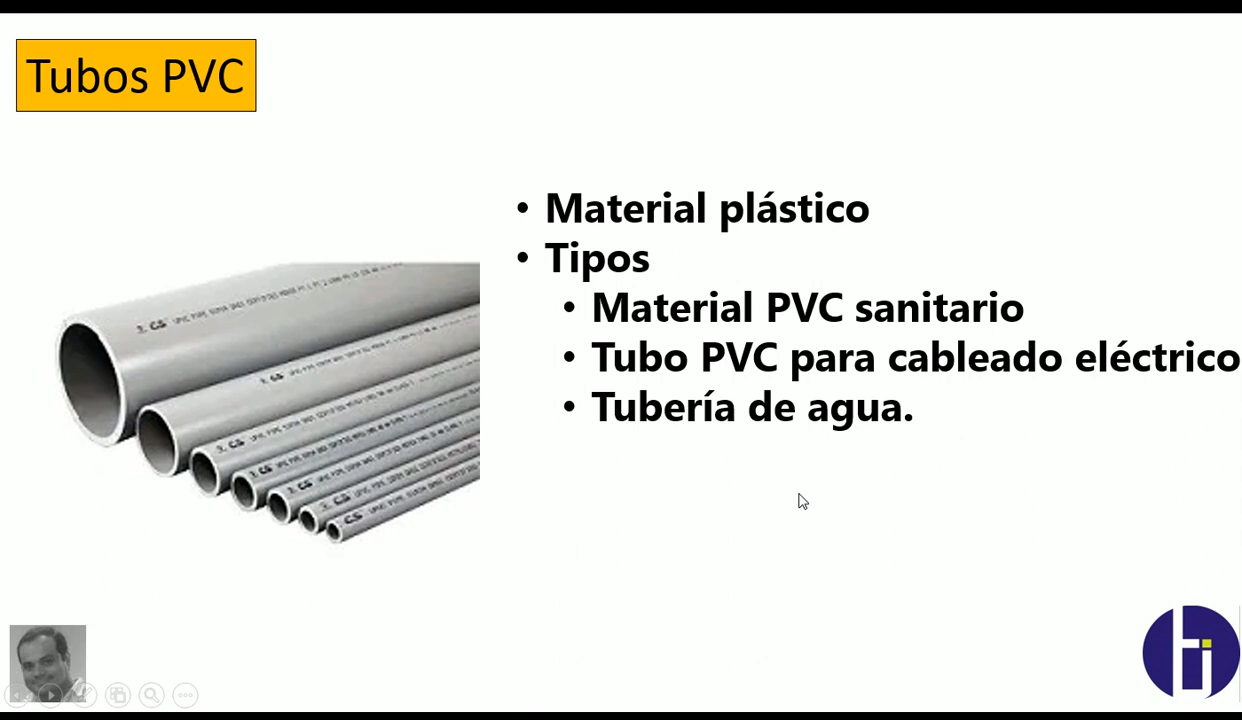 Tubos PVC
• Material plástico
• Tipos
• Material PVC sanitario
• Tubo PVC para cableado eléctrico
• Tubería de agua.